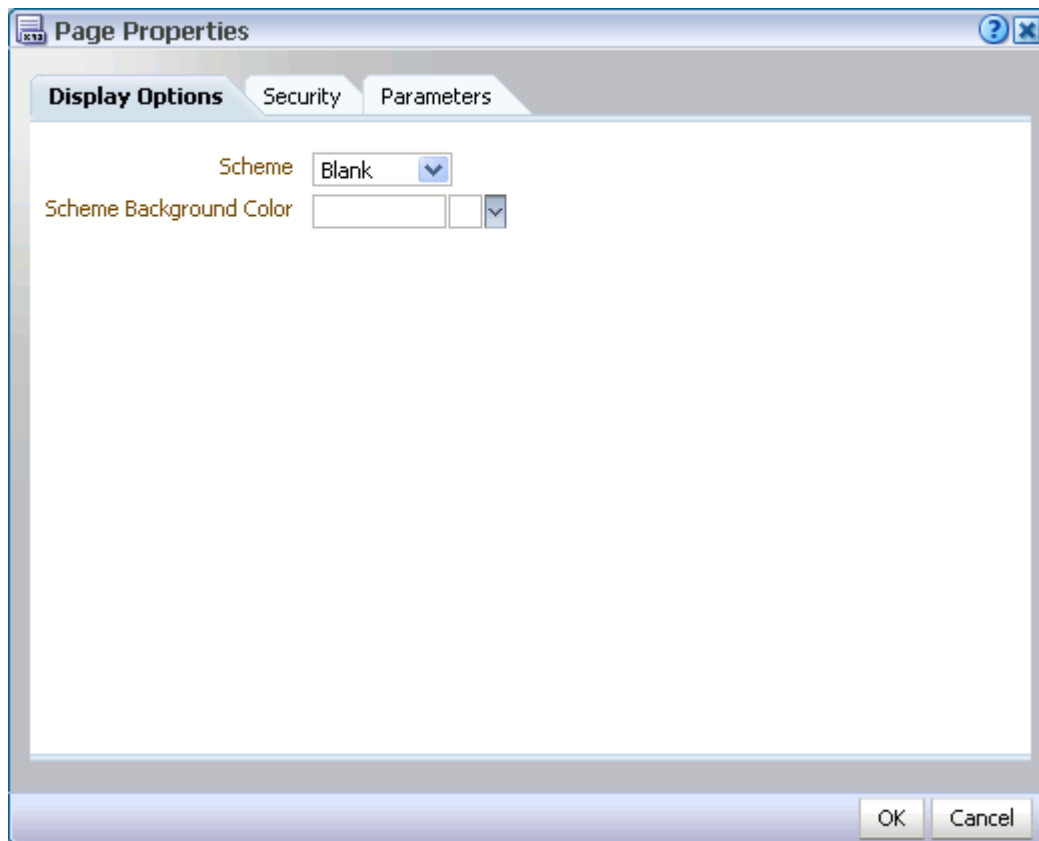 Page Properties
Display Options Security Parameters
Scheme Blank
Scheme Background Color
OK Cancel